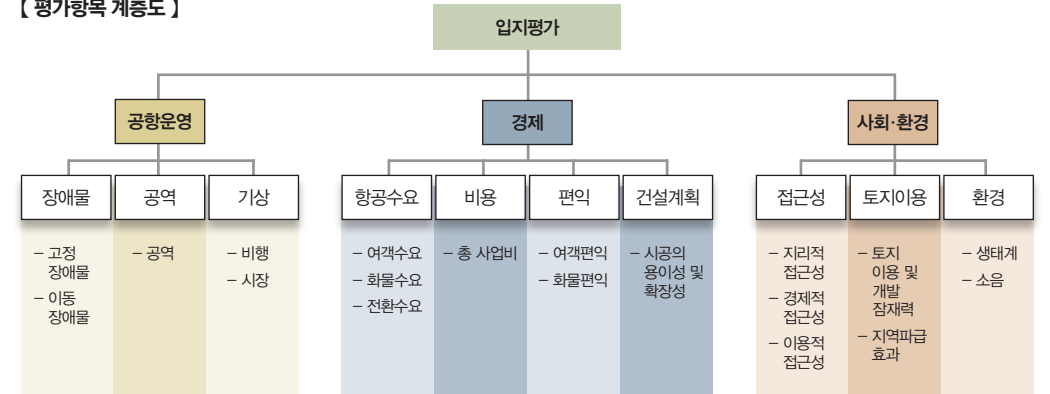 【 평가항목 계층도 】
입지평가
공항운영
경제
사회·환경
장애물
공역
기상
항공수요
비용
편익
건설계획
접근성
토지이용
환경
– 고정
장애물
– 이동
장애물
– 공역
– 비행
– 시장
– 여객수요
– 화물수요
– 전환수요
– 총 사업비
– 여객편익
– 화물편익
– 시공의
용이성 및
확장성
– 지리적
접근성
– 경제적
접근성
– 이용적
접근성
– 토지
이용 및
개발
잠재력
– 지역파급
효과
– 생태계
– 소음